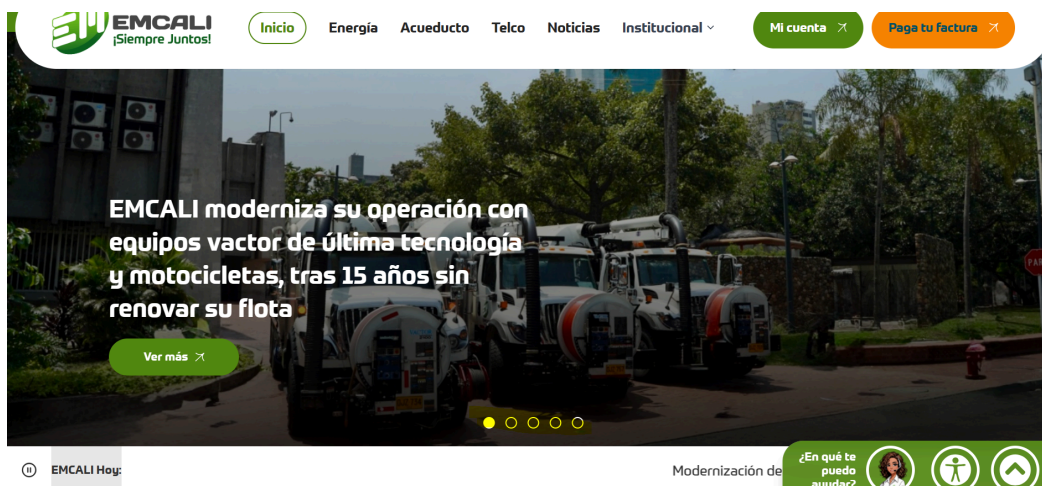 EMCALI
¡Siempre Juntos!
Inicio
Energía
Acueducto
Telco
Noticias
Institucional
Mi cuenta
Paga tu factura
EMCALI moderniza su operación con
equipos vactor de última tecnología
y motocicletas, tras 15 años sin
renovar su flota
Ver más
EMCALI Hoy:
Modernización de
¿En qué te
puedo
ayudar?